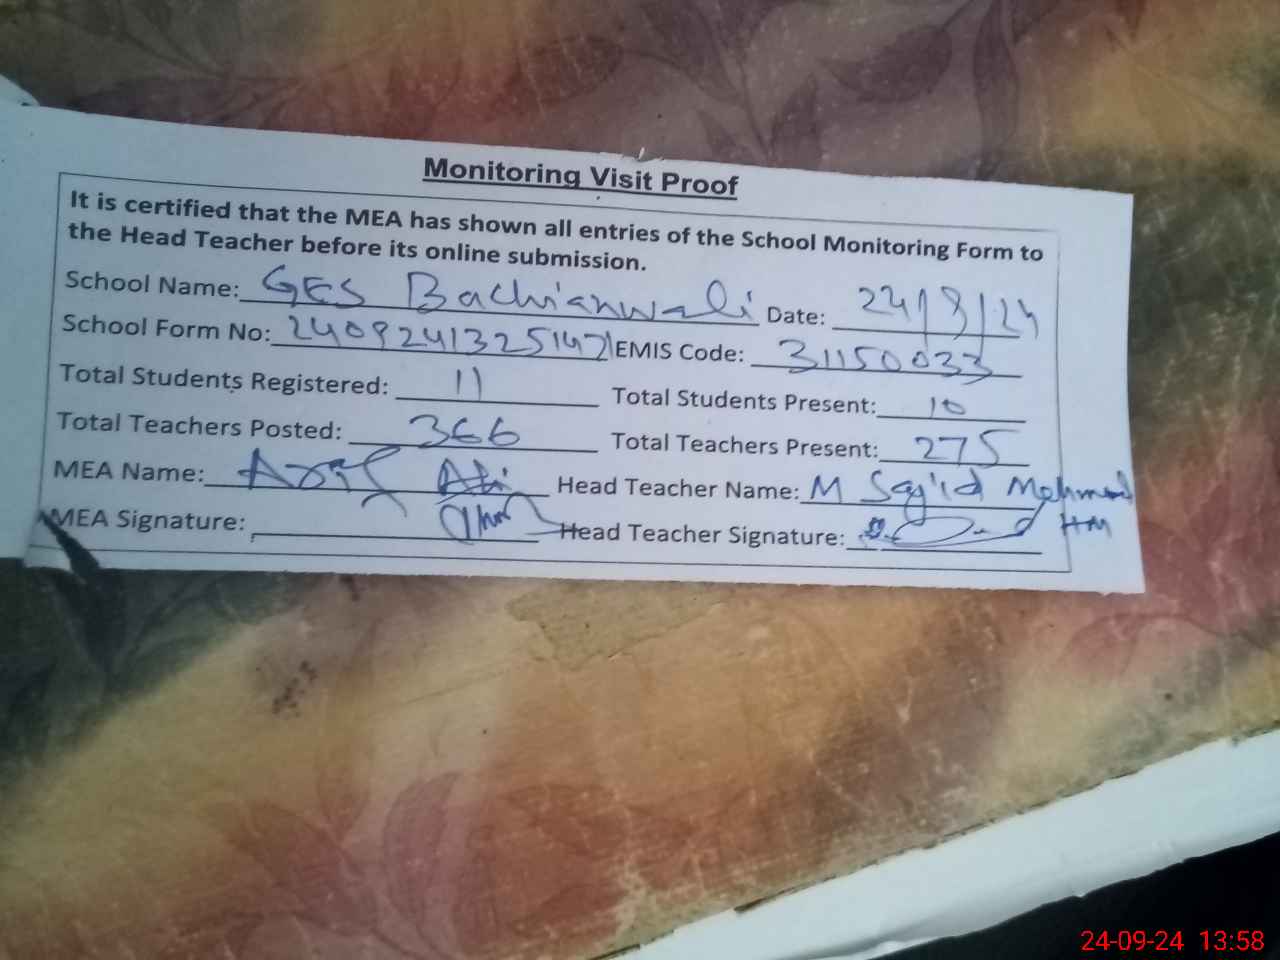 Monitoring Visit Proof
It is certified that the MEA has shown all entries of the School Monitoring Form to
the Head Teacher before its online submission.
School Name: GES Bachianwali Date: 24/9/24
School Form No: 24092413251471 EMIS Code: 31150033
Total Students Registered: 11 Total Students Present: 10
Total Teachers Posted: 366 Total Teachers Present: 275
MEA Name: Ali Head Teacher Name: M Sajid Mehmood
MEA Signature: Head Teacher Signature: HM
24-09-24 13:58